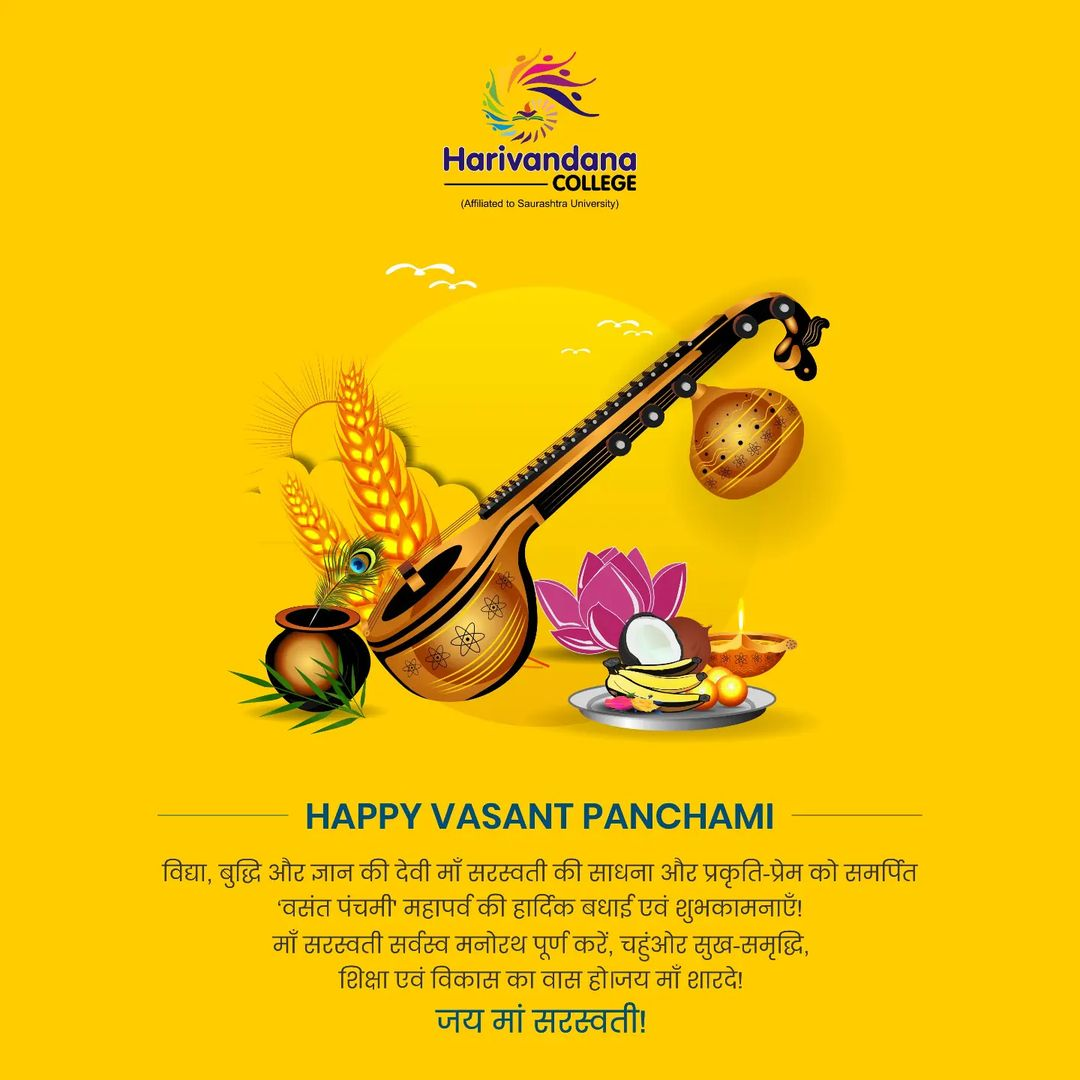 Harivandana
COLLEGE
(Affiliated to Saurashtra University)
HAPPY VASANT PANCHAMI
विद्या, बुद्धि और ज्ञान की देवी माँ सरस्वती की साधना और प्रकृति-प्रेम को समर्पित
'वसंत पंचमी' महापर्व की हार्दिक बधाई एवं शुभकामनाएँ!
माँ सरस्वती सर्वस्व मनोरथ पूर्ण करें, चहुंओर सुख-समृद्धि,
शिक्षा एवं विकास का वास हो।जय माँ शारदे!
जय मां सरस्वती!